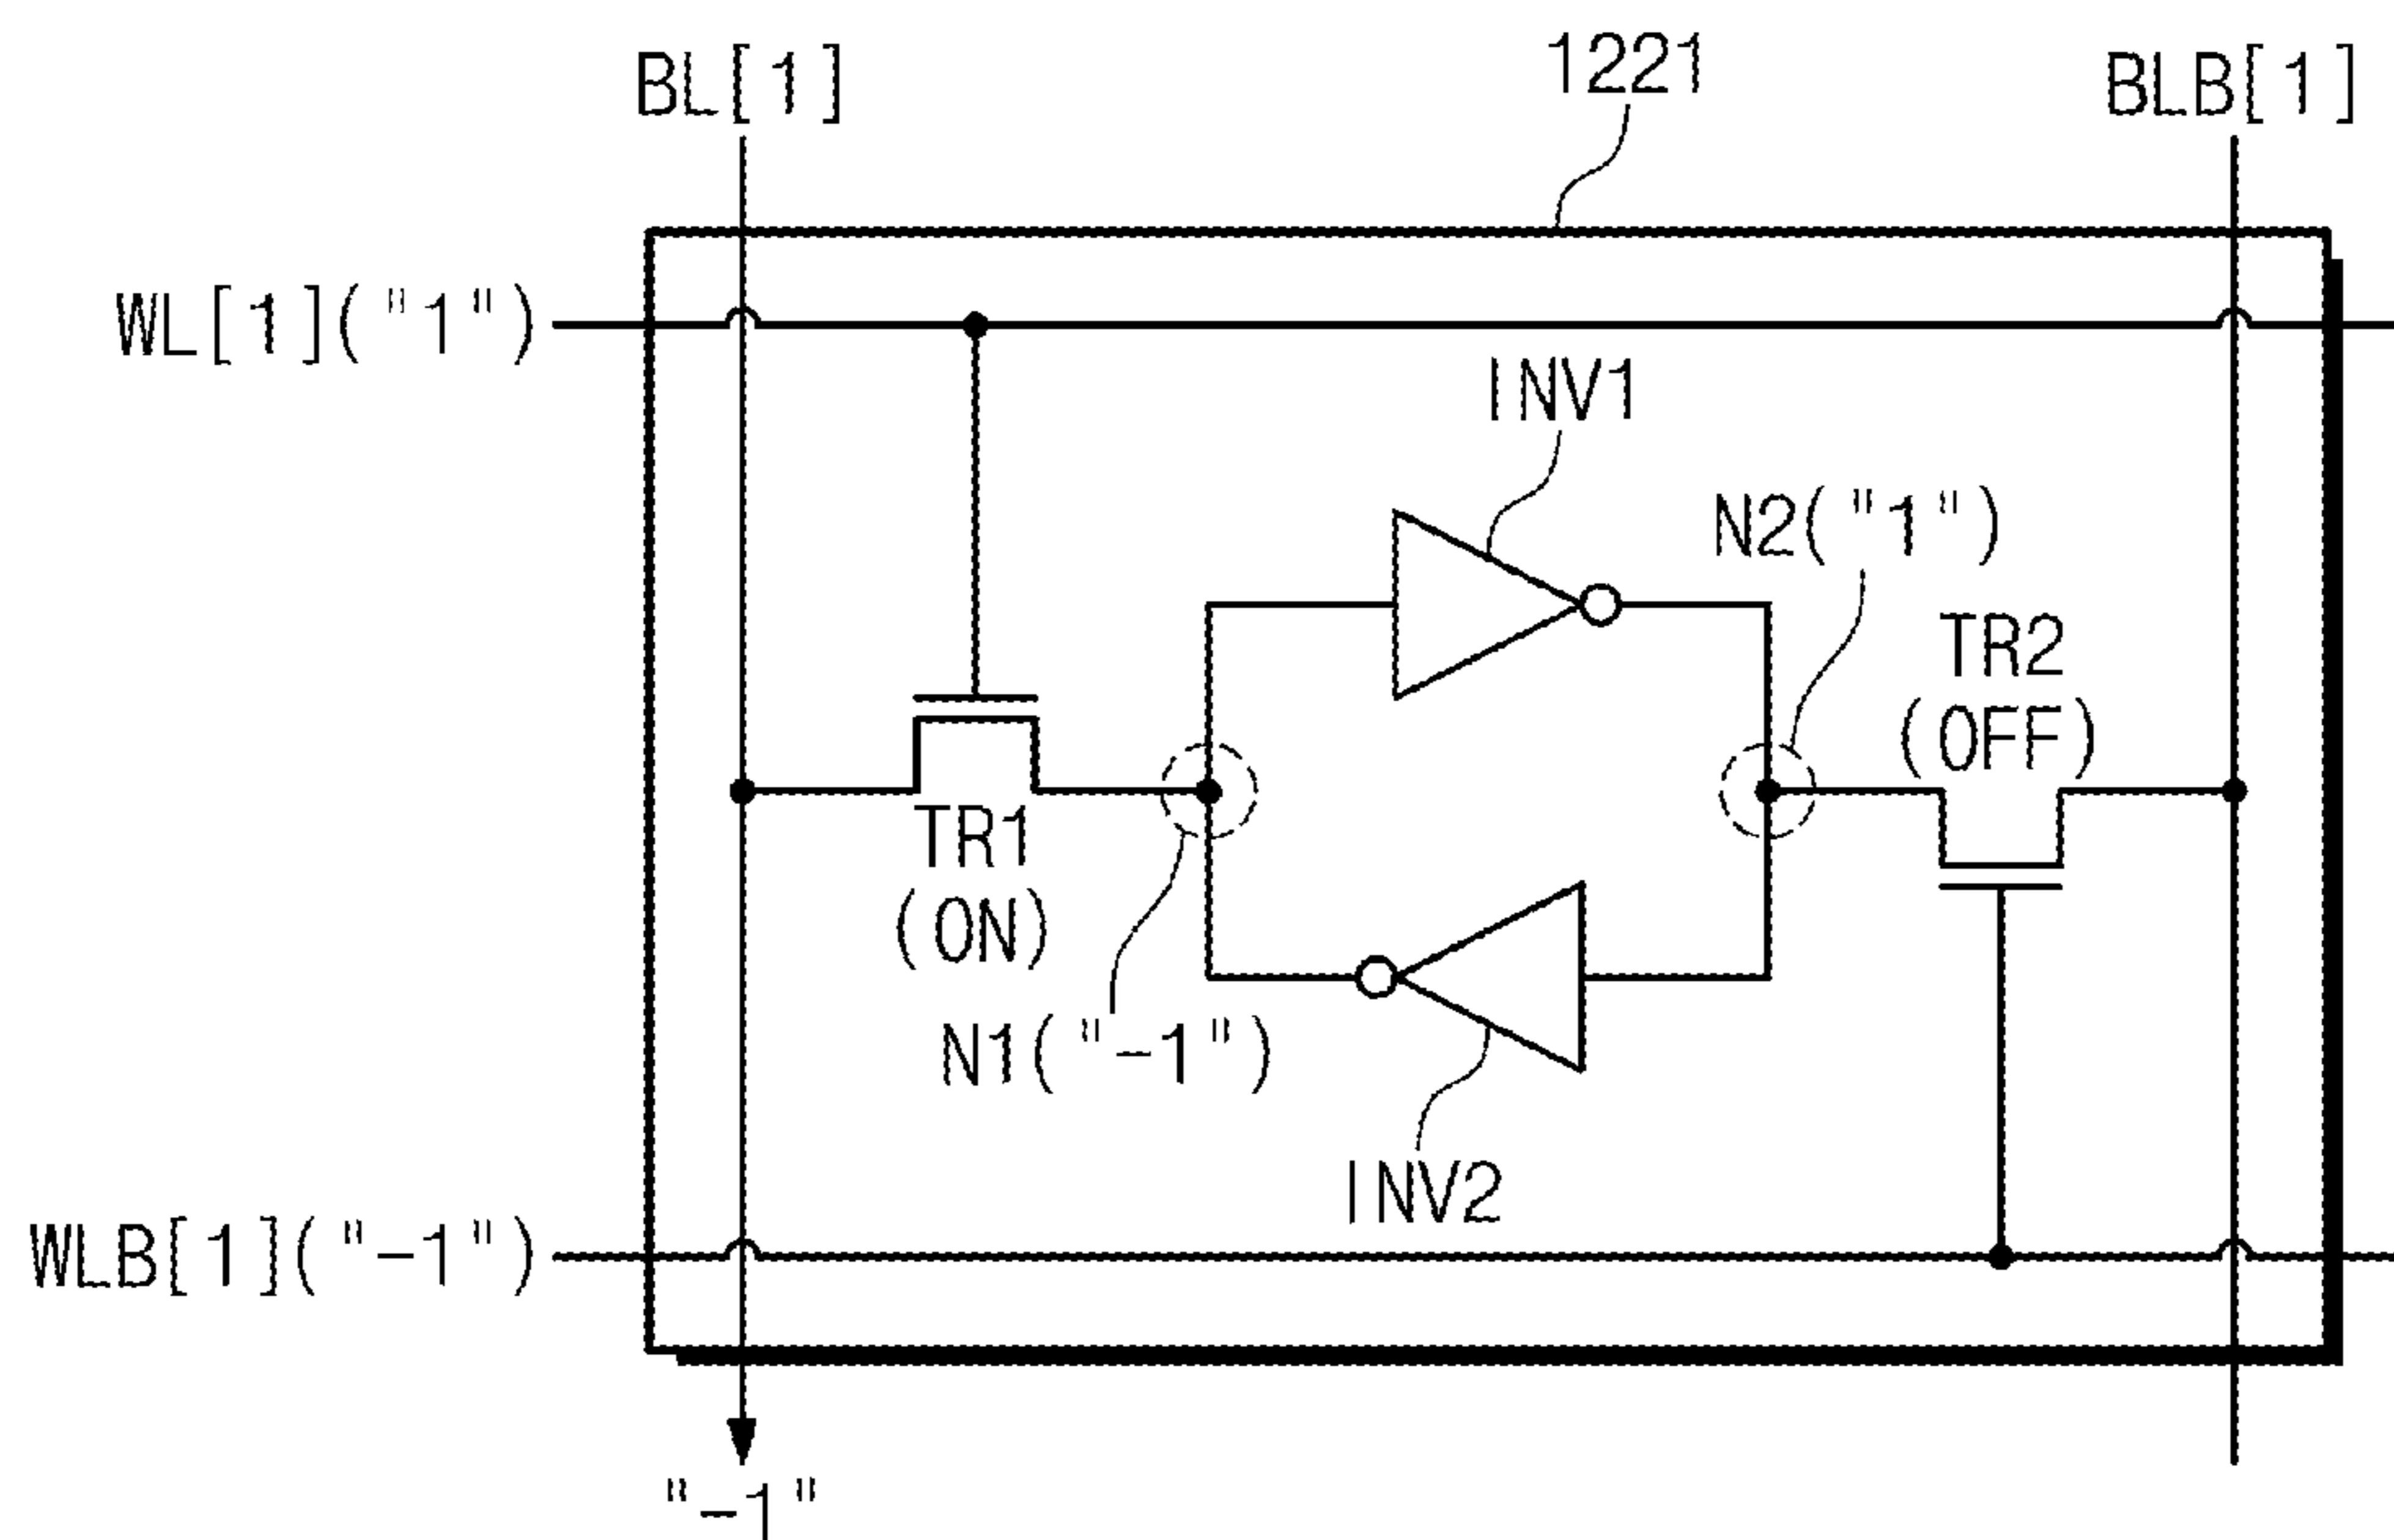 BL[1]
1221
BLB[1]
WL[1]("1")
INV1
N2("1")
TR2
(OFF)
TR1
(ON)
N1("-1")
INV2
WLB[1]("-1")
"-1"